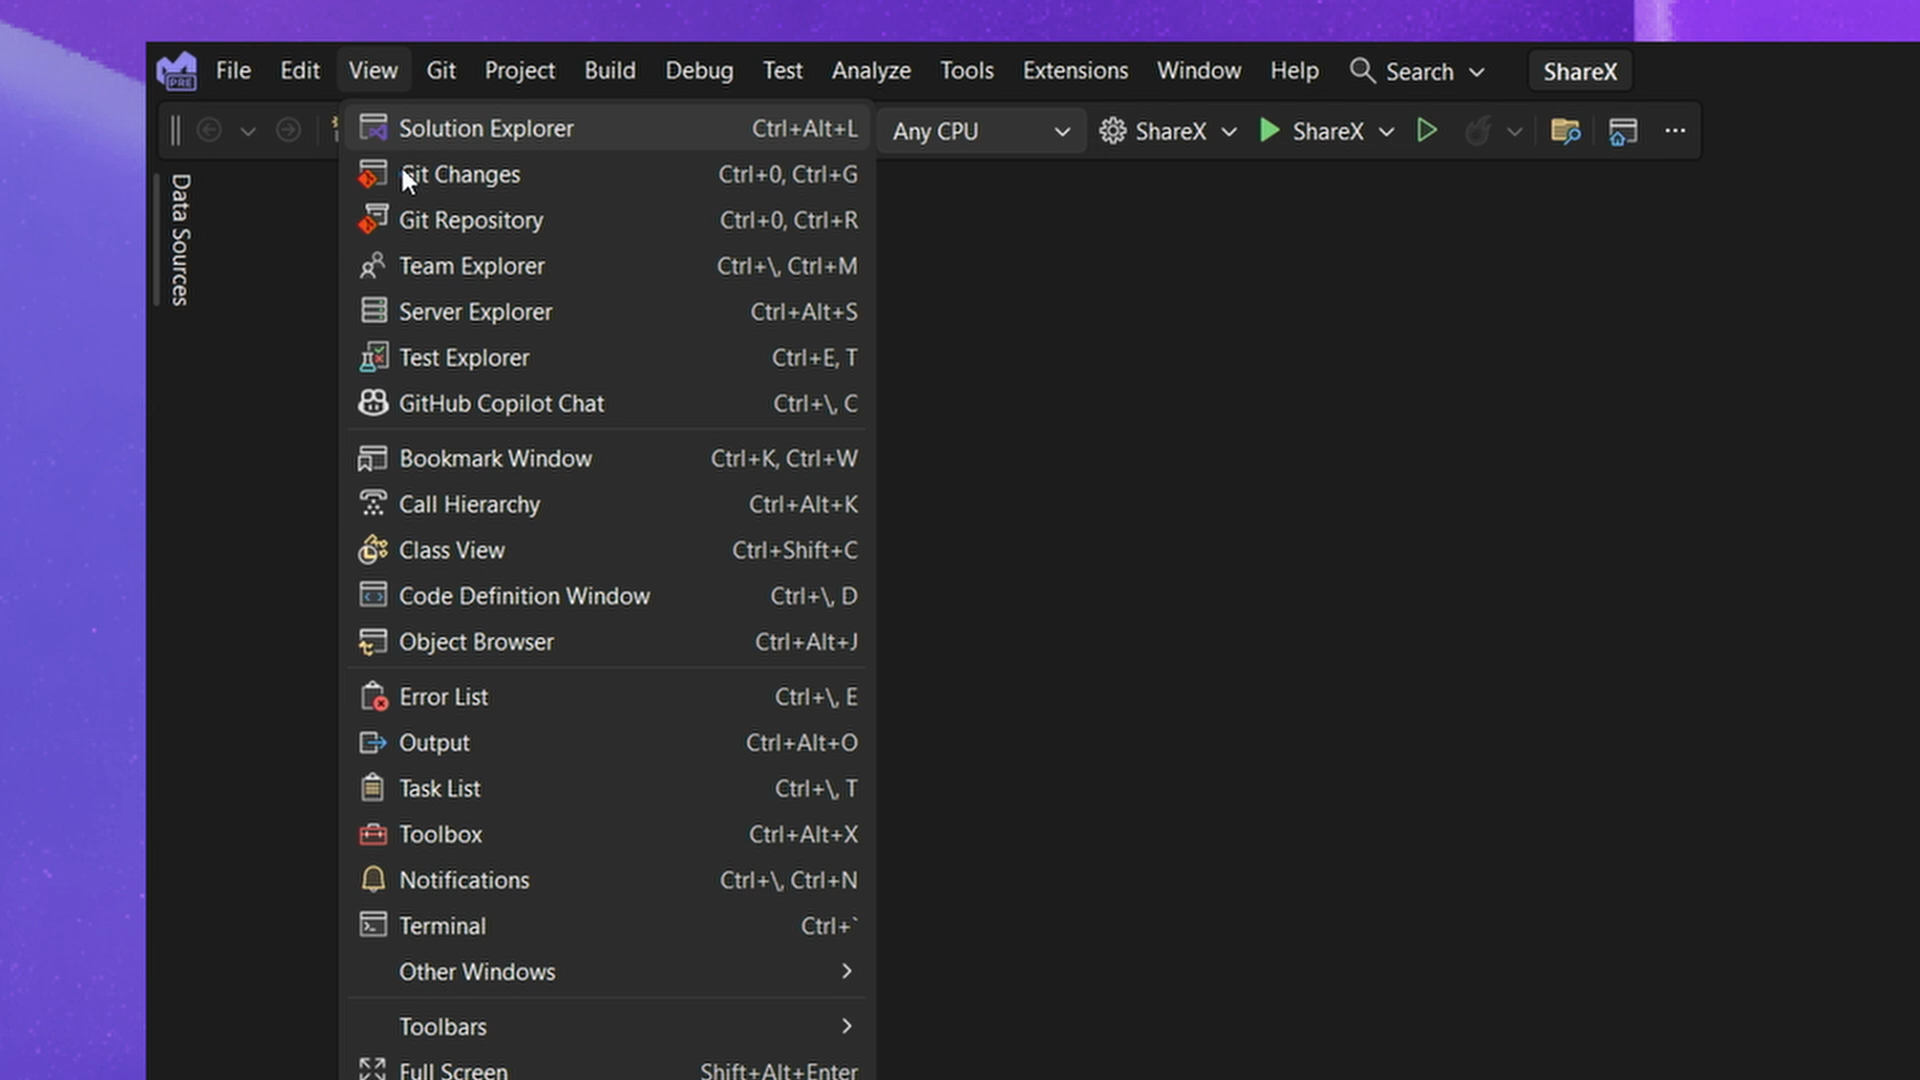 PRE File Edit View Git Project Build Debug Test Analyze Tools Extensions Window Help Search ShareX
Any CPU ShareX ShareX
Data Sources
Solution Explorer Ctrl+Alt+L
Git Changes Ctrl+0, Ctrl+G
Git Repository Ctrl+0, Ctrl+R
Team Explorer Ctrl+\, Ctrl+M
Server Explorer Ctrl+Alt+S
Test Explorer Ctrl+E, T
GitHub Copilot Chat Ctrl+\, C
Bookmark Window Ctrl+K, Ctrl+W
Call Hierarchy Ctrl+Alt+K
Class View Ctrl+Shift+C
Code Definition Window Ctrl+\, D
Object Browser Ctrl+Alt+J
Error List Ctrl+\, E
Output Ctrl+Alt+O
Task List Ctrl+\, T
Toolbox Ctrl+Alt+X
Notifications Ctrl+\, Ctrl+N
Terminal Ctrl+`
Other Windows
Toolbars
Full Screen Shift+Alt+Enter